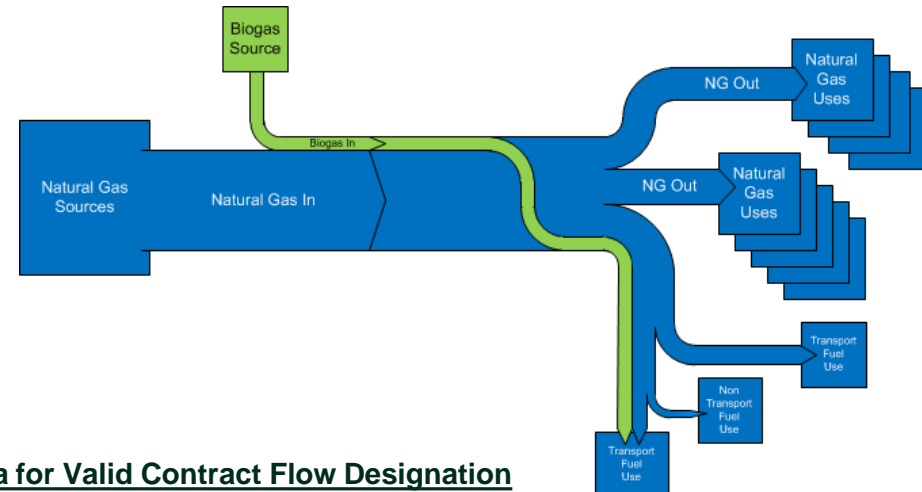 Biogas
Source
Natural
Gas
Uses
NG Out
Biogas In
Natural Gas
Sources
Natural Gas In
NG Out
Natural
Gas
Uses
Transport
Fuel
Use
Non
Transport
Fuel
Use
Transport
Fuel
Use
for Valid Contract Flow Designation